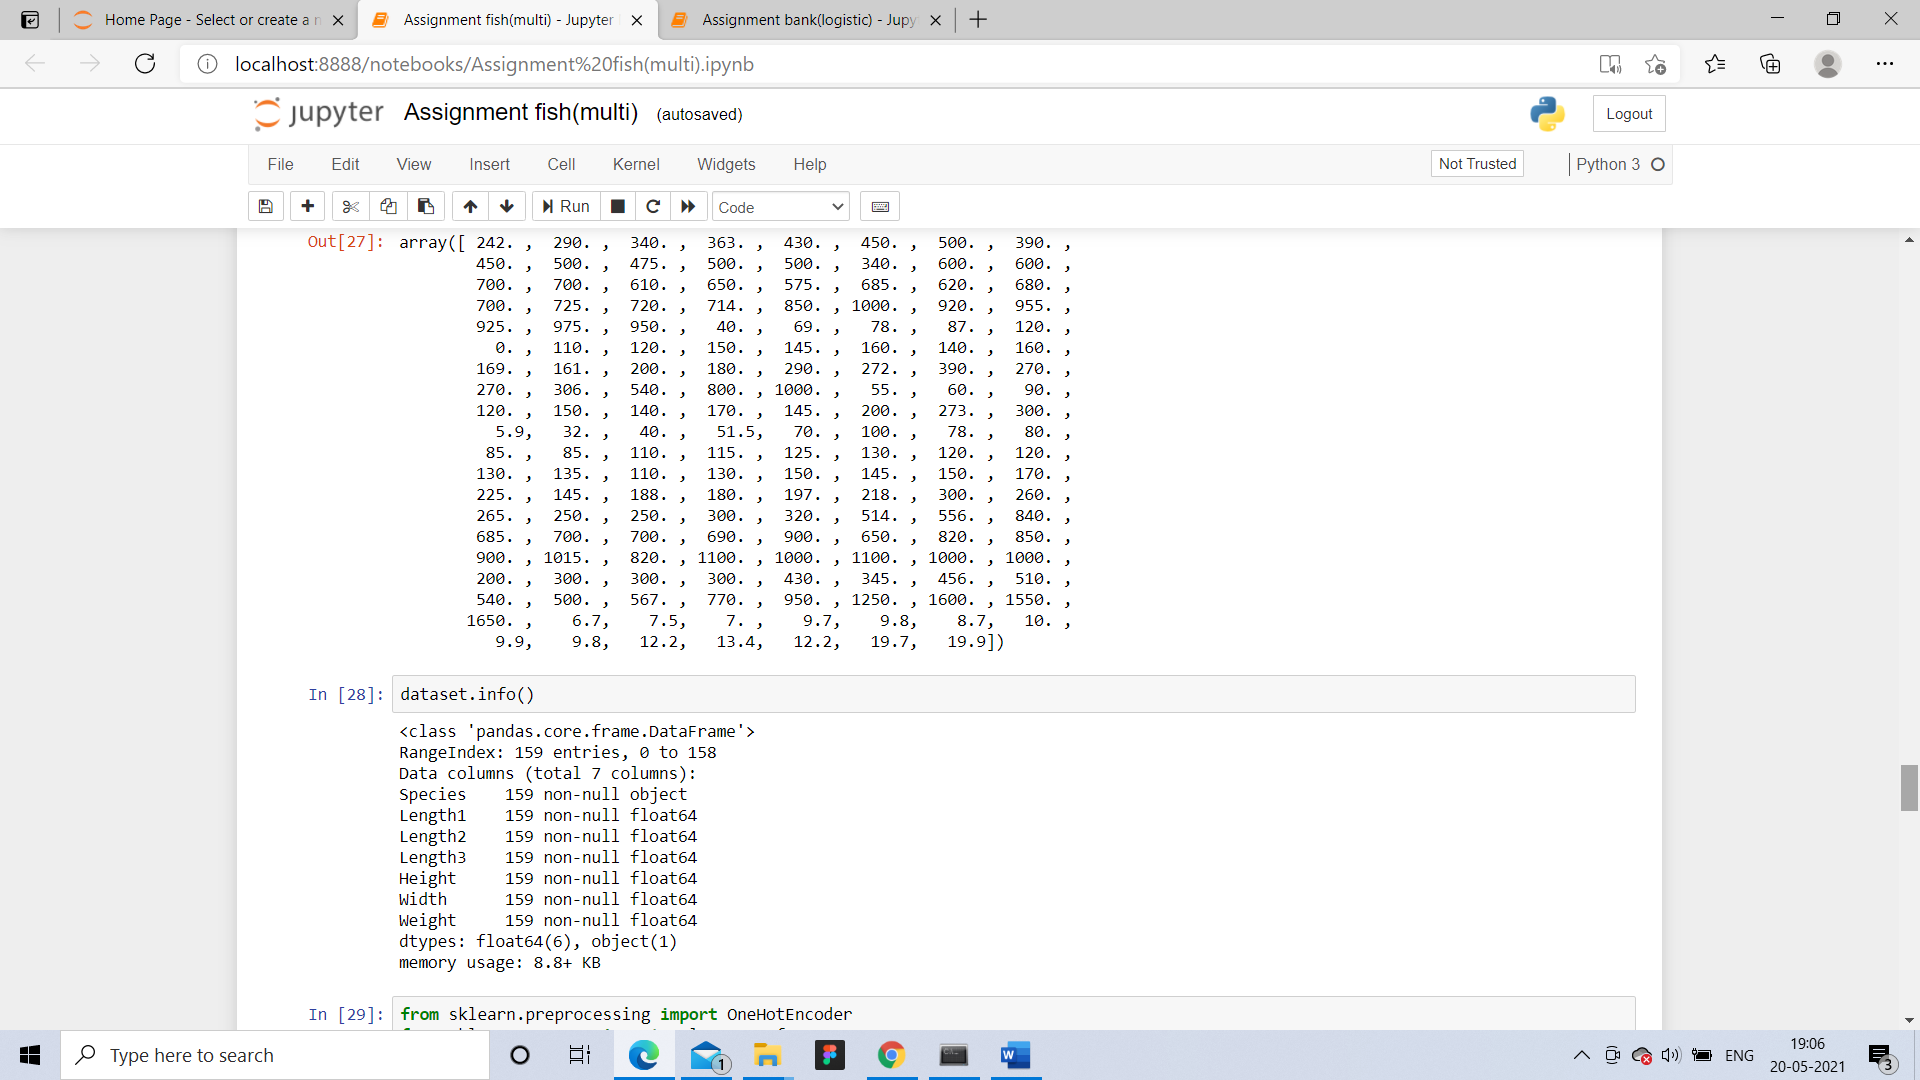 Home Page - Select or create a n
Assignment fish(multi) - Jupyter
Assignment bank(logistic) - Jupy
localhost:8888/notebooks/Assignment%20fish(multi).ipynb
jupyter Assignment fish(multi) (autosaved)
Logout
File Edit View Insert Cell Kernel Widgets Help
Not Trusted
Python 3
Run
Code
Out[27]: array([ 242. , 290. , 340. , 363. , 430. , 450. , 500. , 390. ,
450. , 500. , 475. , 500. , 500. , 340. , 600. , 600. ,
700. , 700. , 610. , 650. , 575. , 685. , 620. , 680. ,
700. , 725. , 720. , 714. , 850. , 1000. , 920. , 955. ,
925. , 975. , 950. , 40. , 69. , 78. , 87. , 120. ,
0. , 110. , 120. , 150. , 145. , 160. , 140. , 160. ,
169. , 161. , 200. , 180. , 290. , 272. , 390. , 270. ,
270. , 306. , 540. , 800. , 1000. , 55. , 60. , 90. ,
120. , 150. , 140. , 170. , 145. , 200. , 273. , 300. ,
5.9, 32. , 40. , 51.5, 70. , 100. , 78. , 80. ,
85. , 85. , 110. , 115. , 125. , 130. , 120. , 120. ,
130. , 135. , 110. , 130. , 150. , 145. , 150. , 170. ,
225. , 145. , 188. , 180. , 197. , 218. , 300. , 260. ,
265. , 250. , 250. , 300. , 320. , 514. , 556. , 840. ,
685. , 700. , 700. , 690. , 900. , 650. , 820. , 850. ,
900. , 1015. , 820. , 1100. , 1000. , 1100. , 1000. , 1000. ,
200. , 300. , 300. , 300. , 430. , 345. , 456. , 510. ,
540. , 500. , 567. , 770. , 950. , 1250. , 1600. , 1550. ,
1650. , 6.7, 7.5, 7. , 9.7, 9.8, 8.7, 10. ,
9.9, 9.8, 12.2, 13.4, 12.2, 19.7, 19.9])
In [28]: dataset.info()
<class 'pandas.core.frame.DataFrame'>
RangeIndex: 159 entries, 0 to 158
Data columns (total 7 columns):
Species 159 non-null object
Length1 159 non-null float64
Length2 159 non-null float64
Length3 159 non-null float64
Height 159 non-null float64
Width 159 non-null float64
Weight 159 non-null float64
dtypes: float64(6), object(1)
memory usage: 8.8+ KB
In [29]: from sklearn.preprocessing import OneHotEncoder
Type here to search
1
ENG
19:06
20-05-2021
3